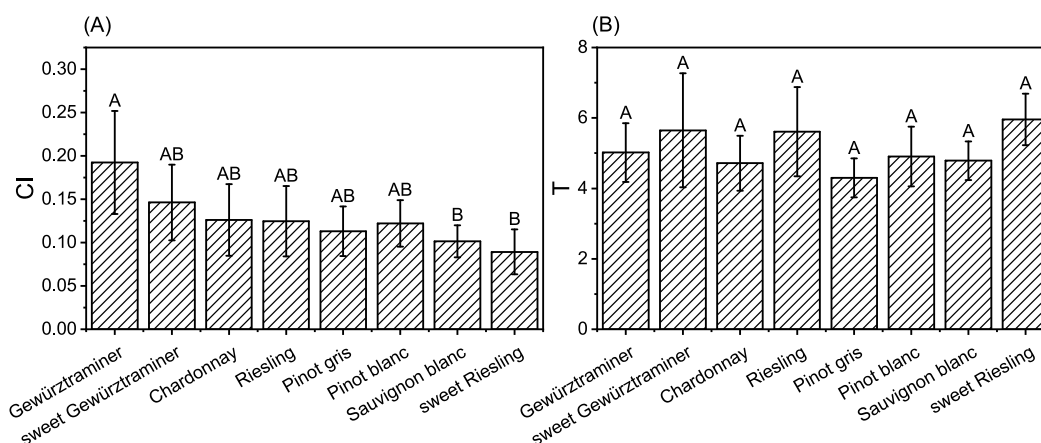 (A)
CI
0.30
0.25
0.20
0.15
0.10
0.05
0.00
A
AB
AB
AB
AB
AB
B
B
Gewürztraminer
sweet Gewürztraminer
Chardonnay
Riesling
Pinot gris
Pinot blanc
Sauvignon blanc
sweet Riesling
(B)
T
8
6
4
2
0
A
A
A
A
A
A
A
A
Gewürztraminer
sweet Gewürztraminer
Chardonnay
Riesling
Pinot gris
Pinot blanc
Sauvignon blanc
sweet Riesling